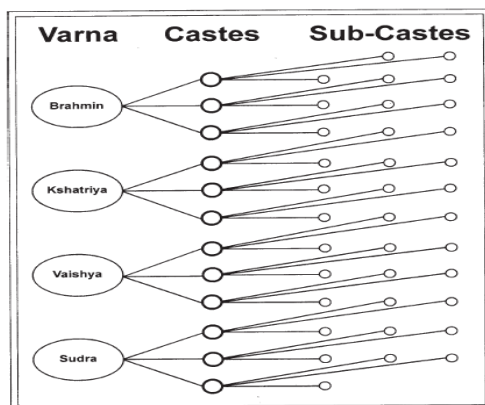 Varna Castes Sub-Castes
Brahmin
Kshatriya
Vaishya
Sudra